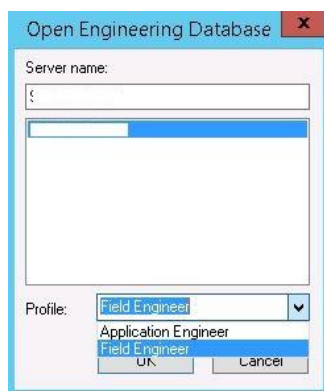 Open Engineering Database
x
Server name:
Profile:
Field Engineer
Application Engineer
Field Engineer
OK
Cancel